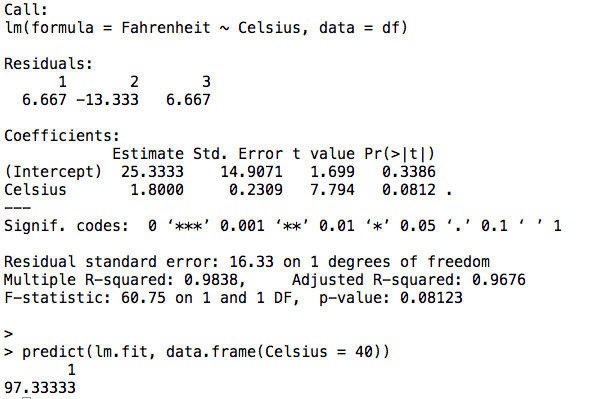 Call:
lm(formula = Fahrenheit ~ Celsius, data = df)
Residuals:
      1       2       3
  6.667 -13.333   6.667
Coefficients:
            Estimate Std. Error t value Pr(>|t|)
(Intercept)  25.3333    14.9071   1.699   0.3386
Celsius       1.8000     0.2309   7.794   0.0812 .
---
Signif. codes:  0 ‘***’ 0.001 ‘**’ 0.01 ‘*’ 0.05 ‘.’ 0.1 ‘ ’ 1
Residual standard error: 16.33 on 1 degrees of freedom
Multiple R-squared: 0.9838,	Adjusted R-squared: 0.9676
F-statistic: 60.75 on 1 and 1 DF,  p-value: 0.08123
>
> predict(lm.fit, data.frame(Celsius = 40))
       1
97.33333